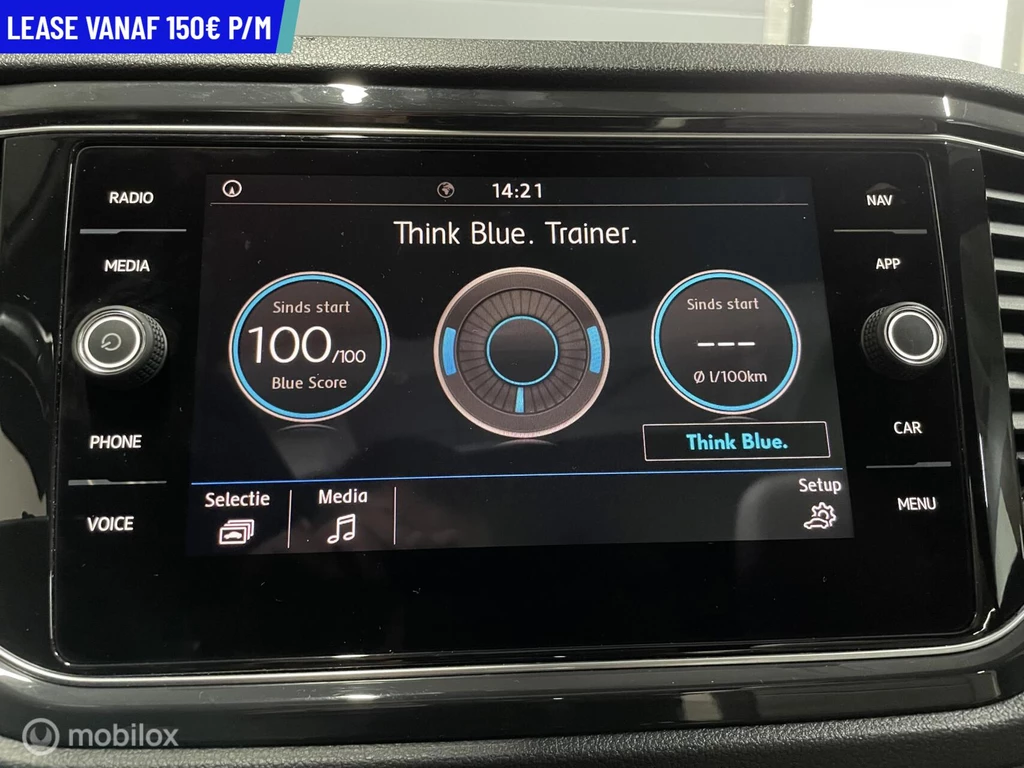 LEASE VANAF 150€ P/M
RADIO
MEDIA
PHONE
VOICE
14:21
Think Blue. Trainer.
Sinds start
100/100
Blue Score
Sinds start
---
Ø l/100km
Think Blue.
Selectie
Media
Setup
NAV
APP
CAR
MENU
mobilox